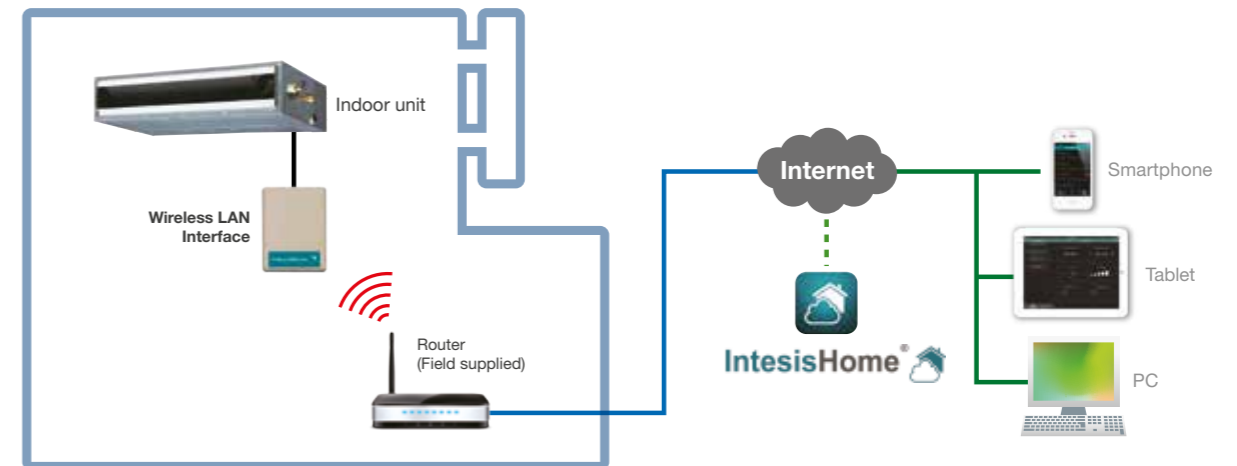 Indoor unit
Wireless LAN
Interface
Router
(Field supplied)
Internet
IntesisHome®
Smartphone
Tablet
PC